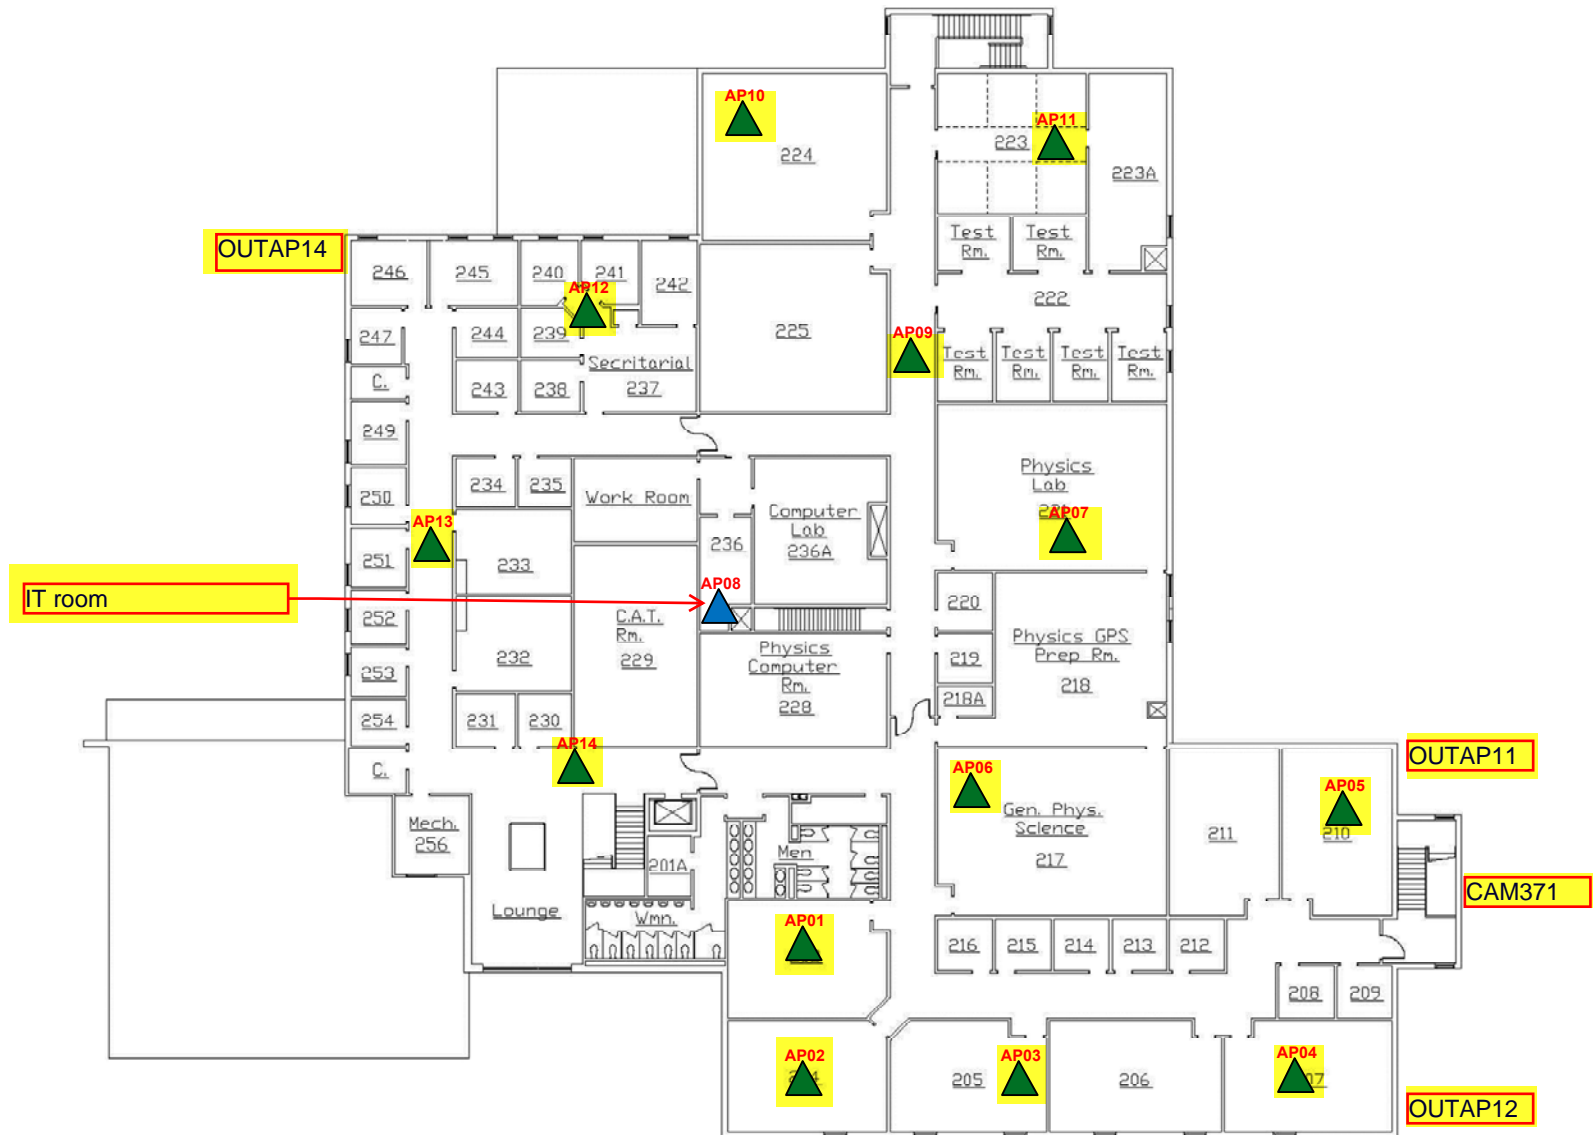 AP10
AP11
223
224
223A
OUTAP14
Test
Rm.
Test
Rm.
246
245
240
241
242
AP12
222
247
244
239
225
AP09
Secritarial
237
Test
Rm.
Test
Rm.
Test
Rm.
Test
Rm.
C.
243
238
249
234
235
Work Room
Physics
Lab
250
Computer
Lab
236A
AP13
AP07
236
251
233
IT room
AP08
220
252
C.A.T.
Rm.
229
Physics GPS
Prep Rm.
218
Physics
Computer
Rm.
228
219
253
232
218A
254
231
230
AP14
OUTAP11
C.
AP06
AP05
Gen. Phys.
Science
217
Mech.
256
211
210
201A
Men
CAM371
Lounge
Wmn.
AP01
216
215
214
213
212
208
209
AP02
AP03
AP04
205
206
OUTAP12